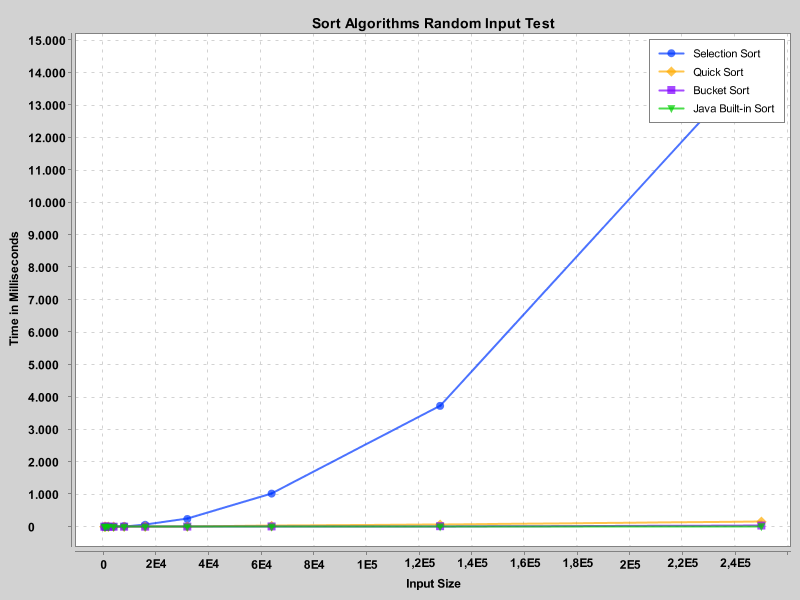 Sort Algorithms Random Input Test
Selection Sort
Quick Sort
Bucket Sort
Java Built-in Sort
Time in Milliseconds
15.000
14.000
13.000
12.000
11.000
10.000
9.000
8.000
7.000
6.000
5.000
4.000
3.000
2.000
1.000
0
0 2E4 4E4 6E4 8E4 1E5 1,2E5 1,4E5 1,6E5 1,8E5 2E5 2,2E5 2,4E5
Input Size